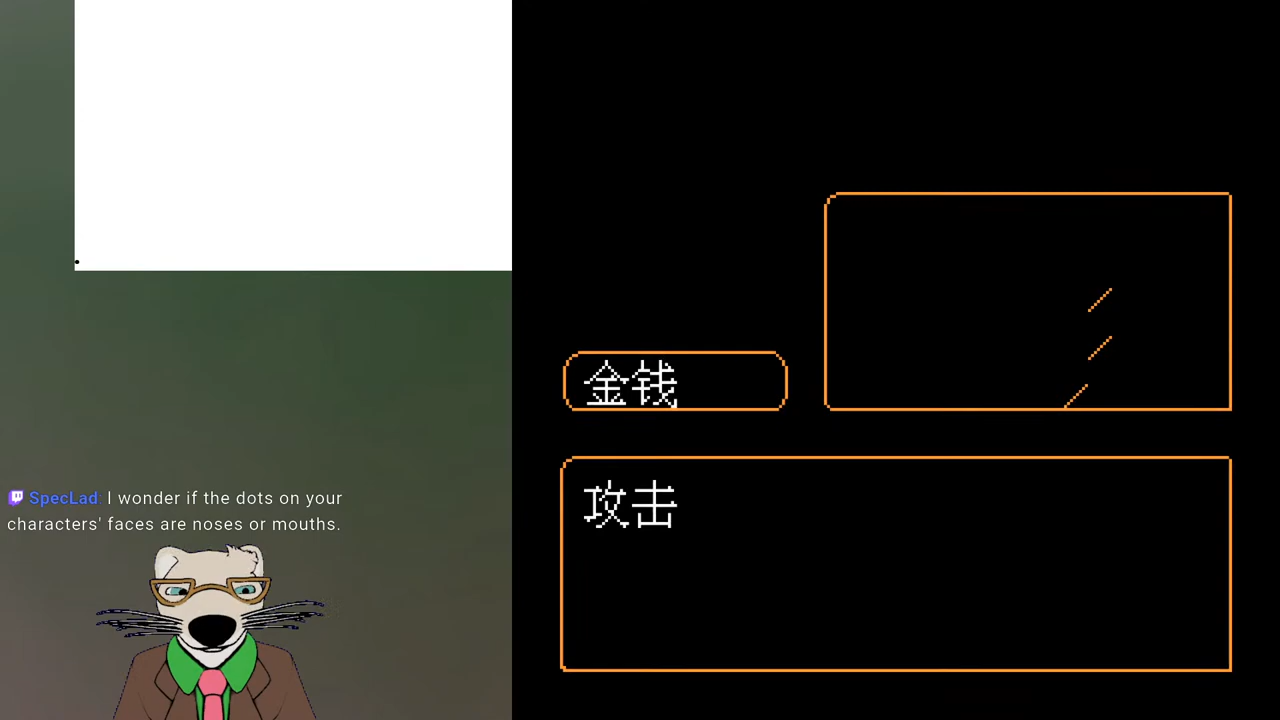 金钱
攻击
SpecLad: I wonder if the dots on your
characters' faces are noses or mouths.